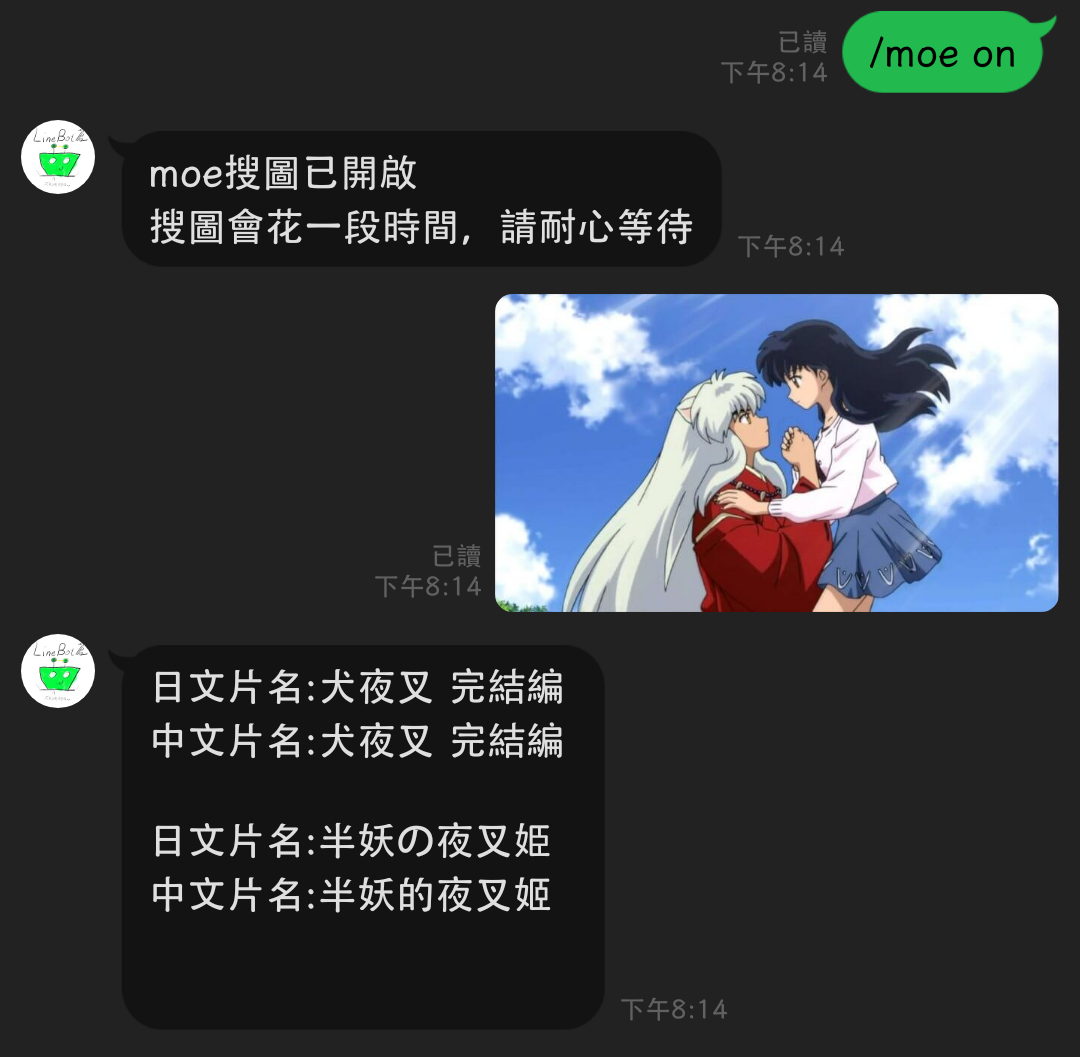 已讀
下午8:14
/moe on
LineBot
moe搜圖已開啟
搜圖會花一段時間，請耐心等待
下午8:14
已讀
下午8:14
LineBot
日文片名:犬夜叉 完結編
中文片名:犬夜叉 完結編
日文片名:半妖の夜叉姫
中文片名:半妖的夜叉姬
下午8:14